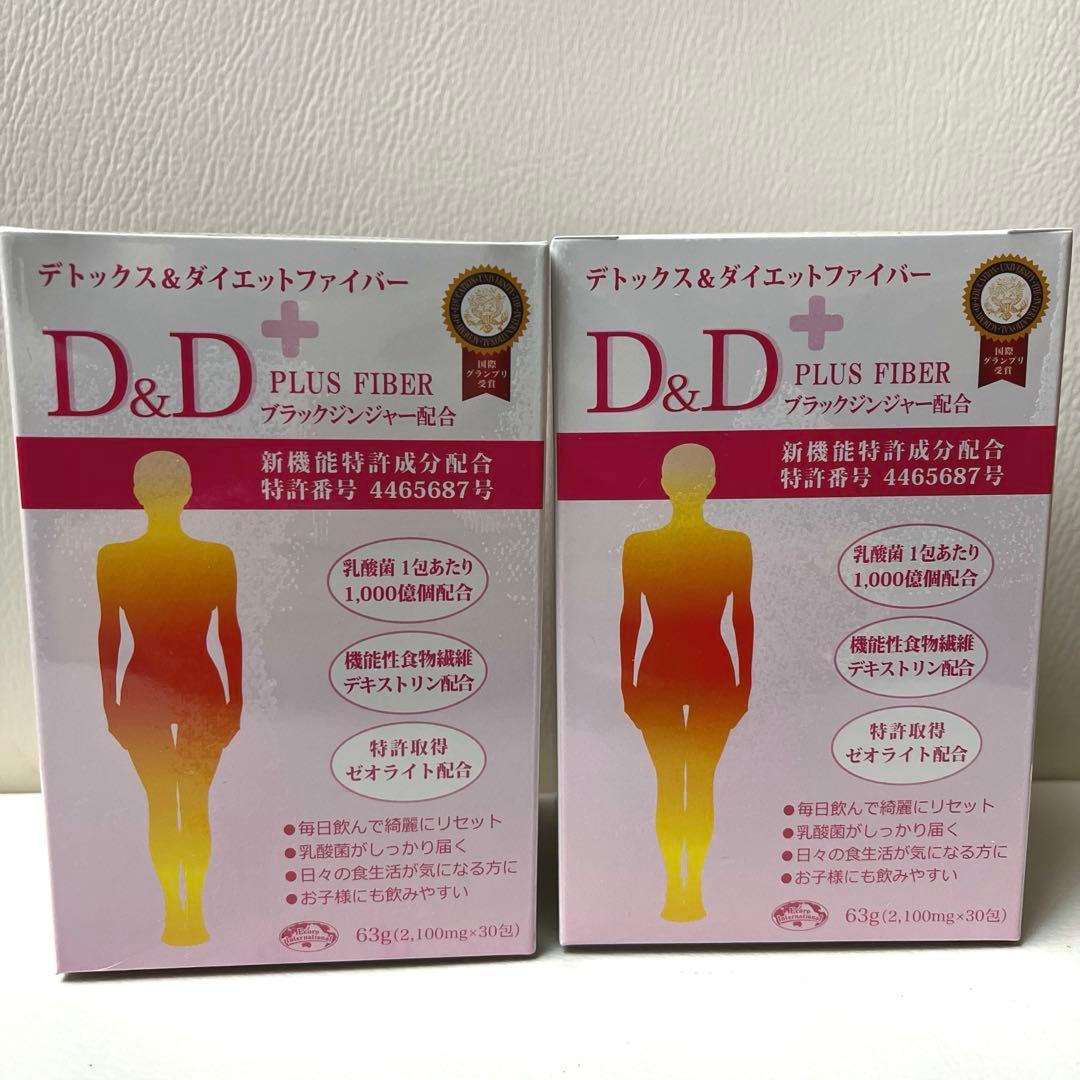 デトックス&ダイエットファイバー
D&D+
PLUS FIBER
ブラックジンジャー配合
国際
グランプリ
受賞
新機能特許成分配合
特許番号 4465687号
乳酸菌1包あたり
1,000億個配合
機能性食物繊維
デキストリン配合
特許取得
ゼオライト配合
●毎日飲んで綺麗にリセット
●乳酸菌がしっかり届く
●日々の食生活が気になる方に
●お子様にも飲みやすい
International
63g(2,100mg×30包)
デトックス&ダイエットファイバー
D&D+
PLUS FIBER
ブラックジンジャー配合
国際
グランプリ
受賞
新機能特許成分配合
特許番号 4465687号
乳酸菌1包あたり
1,000億個配合
機能性食物繊維
デキストリン配合
特許取得
ゼオライト配合
●毎日飲んで綺麗にリセット
●乳酸菌がしっかり届く
●日々の食生活が気になる方に
●お子様にも飲みやすい
International
63g(2,100mg×30包)